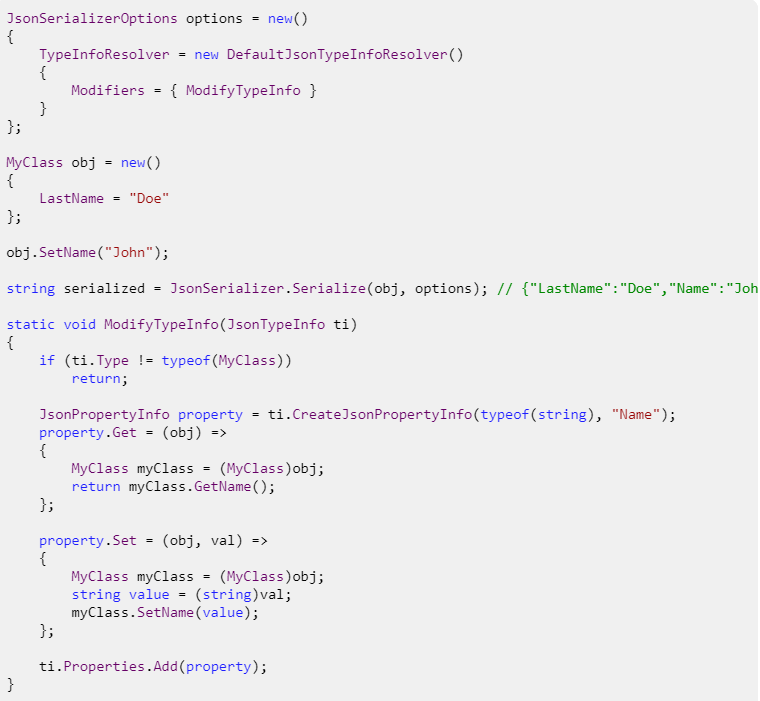 JsonSerializerOptions options = new()
{
    TypeInfoResolver = new DefaultJsonTypeInfoResolver()
    {
        Modifiers = { ModifyTypeInfo }
    }
};

MyClass obj = new()
{
    LastName = "Doe"
};

obj.SetName("John");

string serialized = JsonSerializer.Serialize(obj, options); // {"LastName":"Doe","Name":"Joh

static void ModifyTypeInfo(JsonTypeInfo ti)
{
    if (ti.Type != typeof(MyClass))
        return;

    JsonPropertyInfo property = ti.CreateJsonPropertyInfo(typeof(string), "Name");
    property.Get = (obj) =>
    {
        MyClass myClass = (MyClass)obj;
        return myClass.GetName();
    };

    property.Set = (obj, val) =>
    {
        MyClass myClass = (MyClass)obj;
        string value = (string)val;
        myClass.SetName(value);
    };

    ti.Properties.Add(property);
}